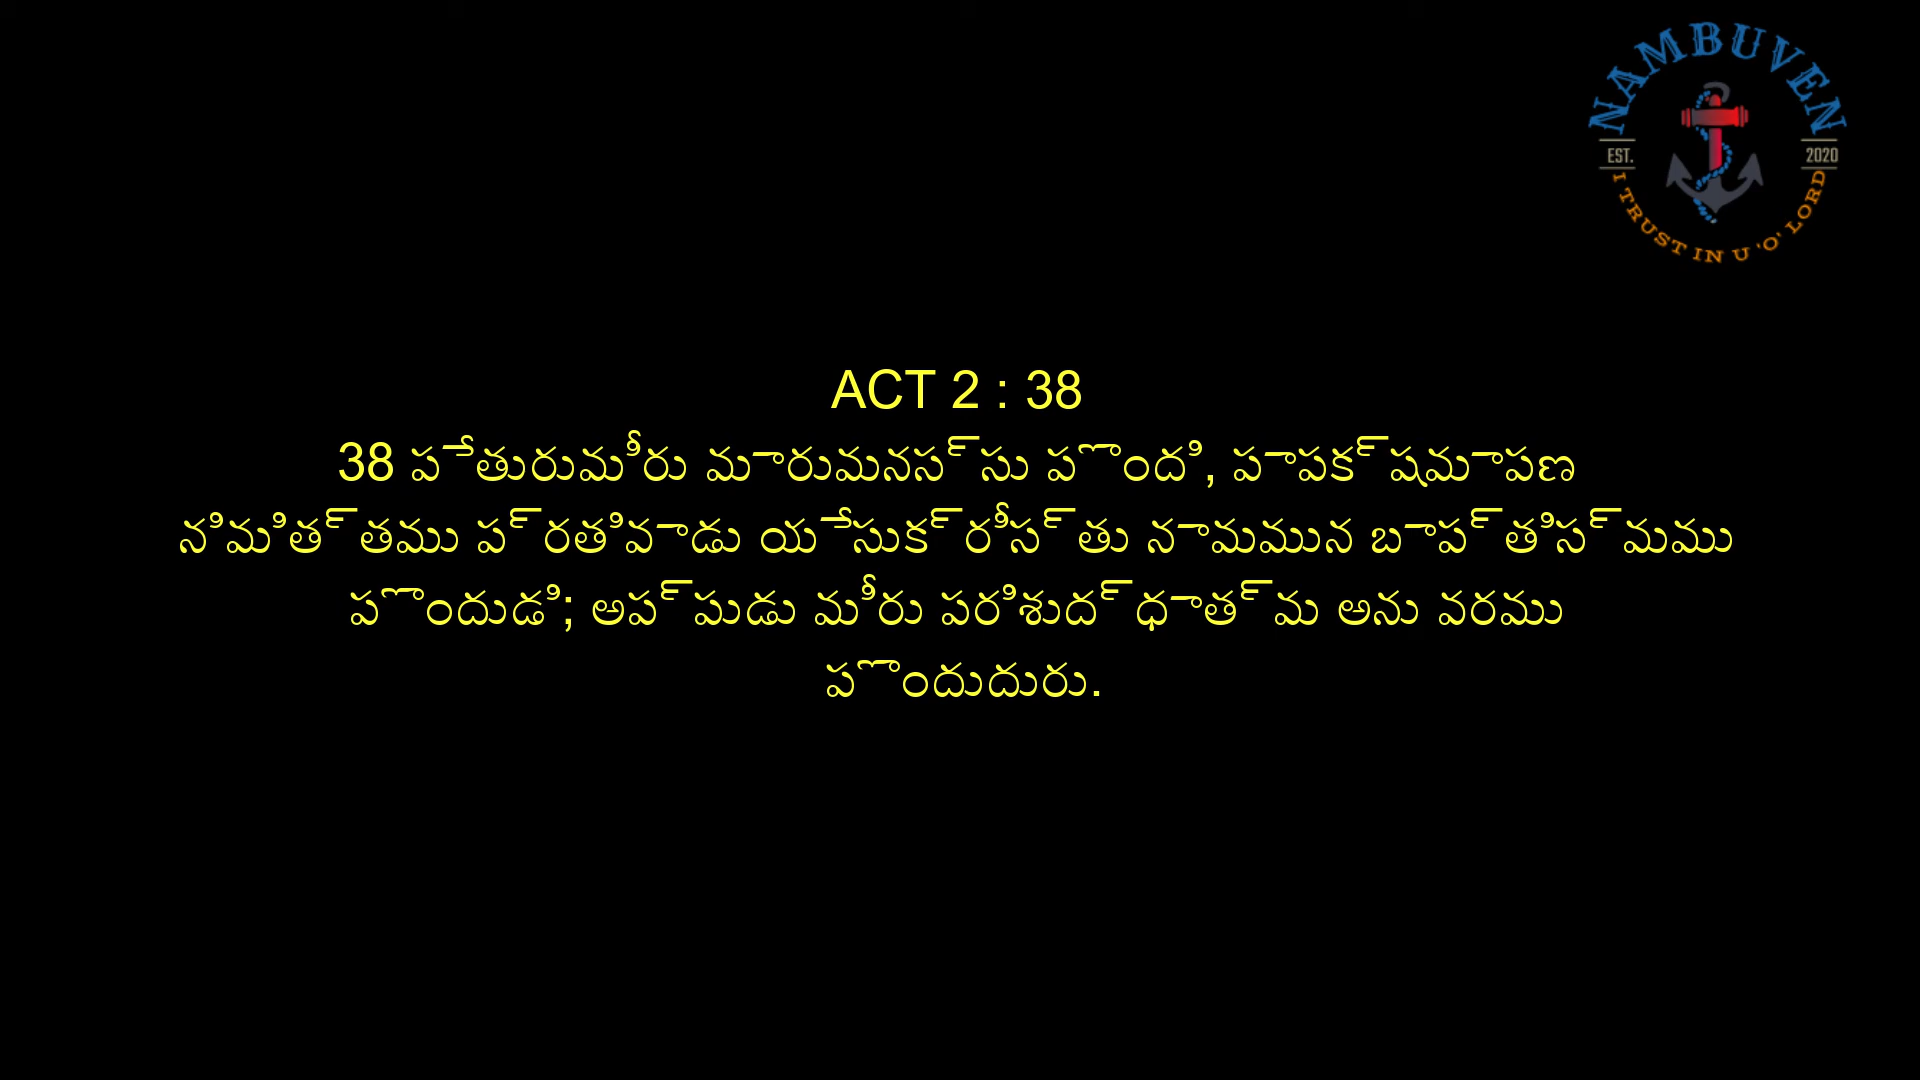 NAMBUVEN
EST. 2020
I TRUST IN U 'O' LORD
ACT 2 : 38
38 పేతురుమీరు మారుమనస్సు పొంది, పాపక్షమాపణ
నిమిత్తము ప్రతివాడు యేసుక్రీస్తు నామమున బాప్తిస్మము
పొందుడి; అప్పుడు మీరు పరిశుద్ధాత్మ అను వరము
పొందుదురు.